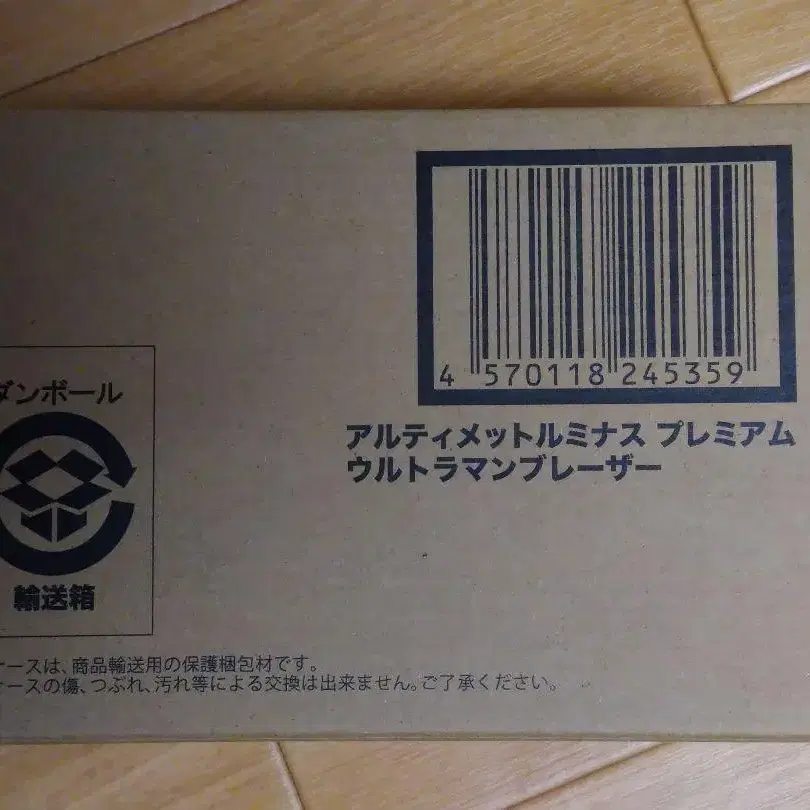 4 570118 245359
アルティメットルミナス プレミアム
ウルトラマンブレーザー
ダンボール
輸送箱
ースは、商品輸送用の保護梱包材です。
ースの傷、つぶれ、汚れ等による交換は出来ません。ご了承ください。